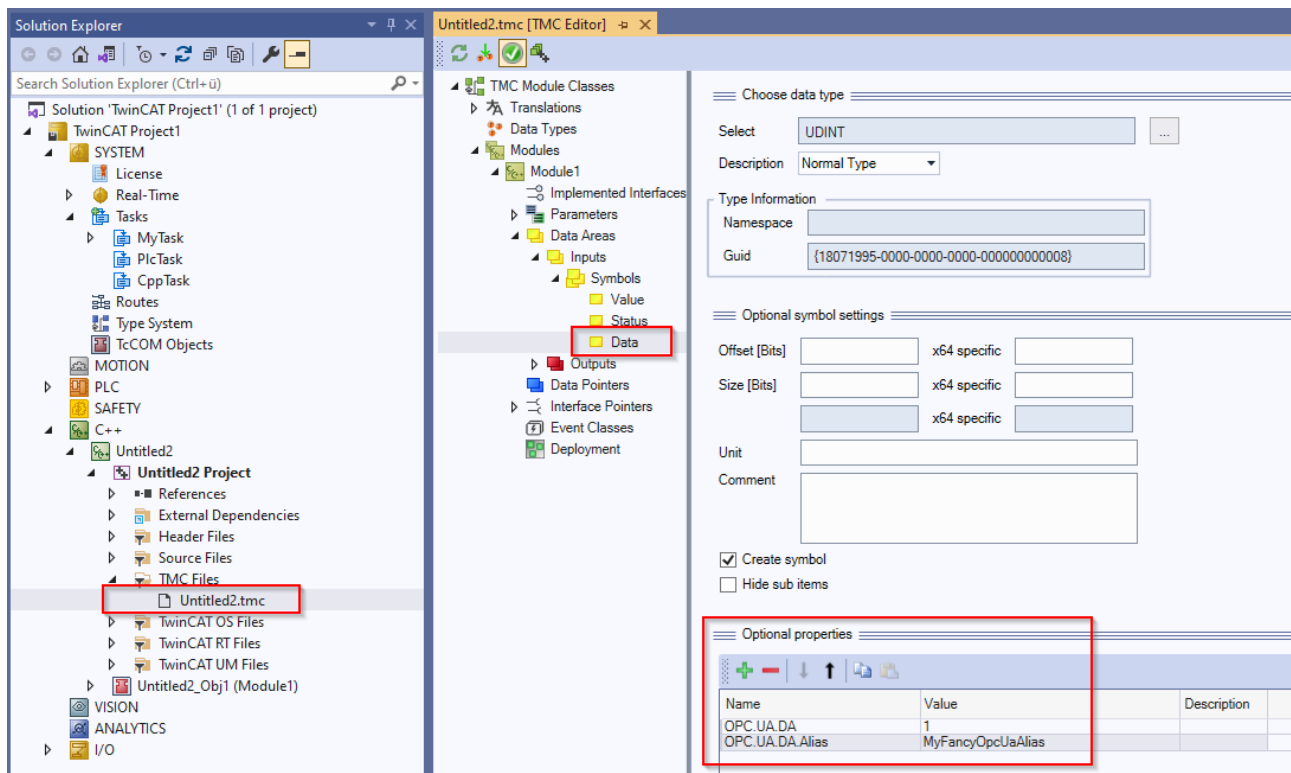 Solution Explorer
Search Solution Explorer (Ctrl+ü)
Solution 'TwinCAT Project1' (1 of 1 project)
TwinCAT Project1
SYSTEM
License
Real-Time
Tasks
MyTask
PlcTask
CppTask
Routes
Type System
TcCOM Objects
MOTION
PLC
SAFETY
C++
Untitled2
Untitled2 Project
References
External Dependencies
Header Files
Source Files
TMC Files
Untitled2.tmc
TwinCAT OS Files
TwinCAT RT Files
TwinCAT UM Files
Untitled2_Obj1 (Module1)
VISION
ANALYTICS
I/O
Untitled2.tmc [TMC Editor]
TMC Module Classes
Translations
Data Types
Modules
Module1
Implemented Interfaces
Parameters
Data Areas
Inputs
Symbols
Value
Status
Data
Outputs
Data Pointers
Interface Pointers
Event Classes
Deployment
Choose data type
Select UDINT ...
Description Normal Type
Type Information
Namespace
Guid {18071995-0000-0000-0000-000000000008}
Optional symbol settings
Offset [Bits] x64 specific
Size [Bits] x64 specific
x64 specific
Unit
Comment
Create symbol
Hide sub items
Optional properties
Name Value Description
OPC.UA.DA 1
OPC.UA.DA.Alias MyFancyOpcUaAlias